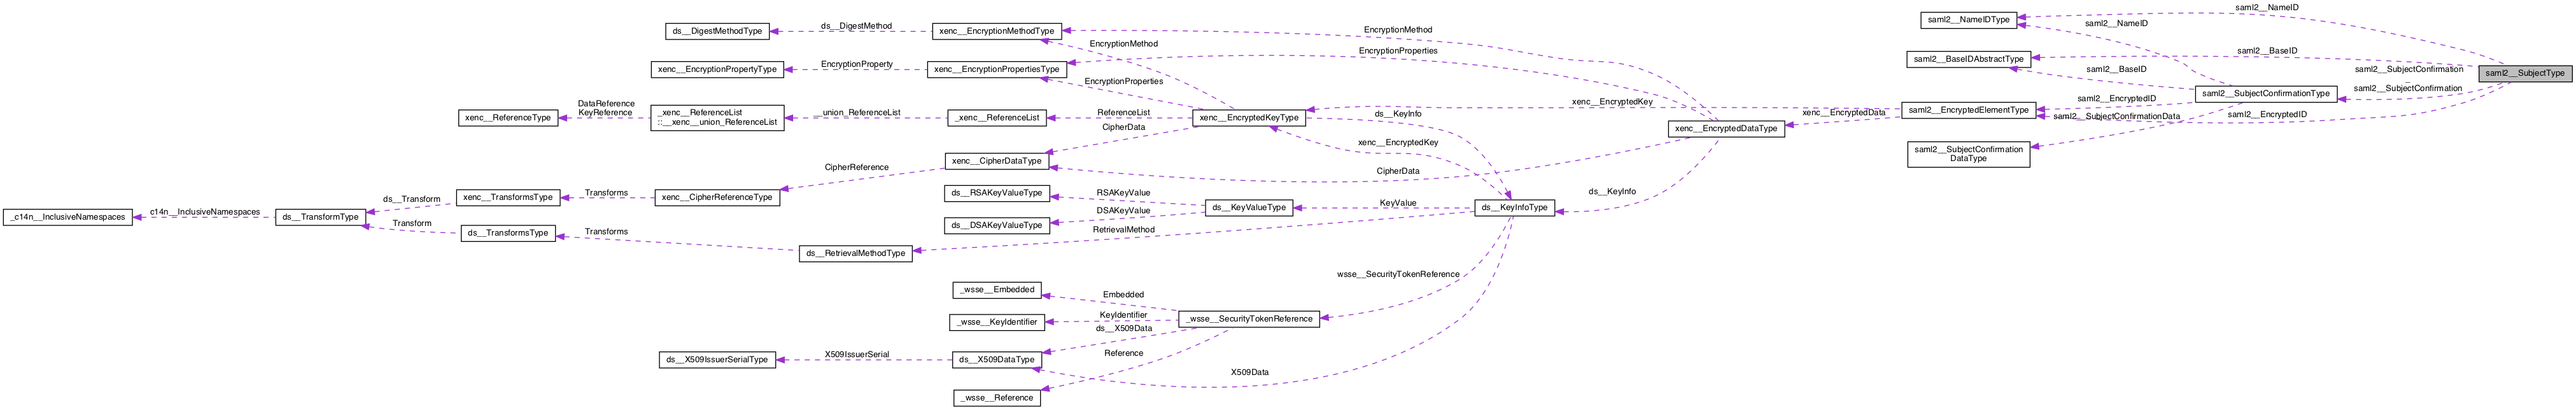 saml2__NameID
saml2__NameIDType
ds__DigestMethod
EncryptionMethod
saml2__NameID
ds__DigestMethodType
xenc__EncryptionMethodType
EncryptionMethod
EncryptionProperties
saml2__BaseID
saml2__BaseIDAbstractType
EncryptionProperty
xenc__EncryptionPropertyType
xenc__EncryptionPropertiesType
saml2__BaseID
saml2__SubjectConfirmation
saml2__SubjectType
EncryptionProperties
saml2__SubjectConfirmation
saml2__SubjectConfirmationType
DataReference
KeyReference
xenc__EncryptedKey
saml2__EncryptedID
_xenc__ReferenceList
::__xenc__union_ReferenceList
xenc__ReferenceType
__union_ReferenceList
_xenc__ReferenceList
ReferenceList
xenc__EncryptedKeyType
ds__KeyInfo
saml2__EncryptedElementType
xenc__EncryptedData
saml2__SubjectConfirmationData
saml2__EncryptedID
CipherData
xenc__EncryptedDataType
xenc__EncryptedKey
saml2__SubjectConfirmation
DataType
xenc__CipherDataType
CipherReference
CipherData
ds__Transform
Transforms
xenc__TransformsType
xenc__CipherReferenceType
ds__RSAKeyValueType
RSAKeyValue
ds__KeyInfo
c14n__InclusiveNamespaces
_c14n__InclusiveNamespaces
ds__TransformType
DSAKeyValue
ds__KeyValueType
KeyValue
ds__KeyInfoType
Transform
ds__TransformsType
Transforms
ds__DSAKeyValueType
RetrievalMethod
ds__RetrievalMethodType
wsse__SecurityTokenReference
_wsse__Embedded
Embedded
_wsse__KeyIdentifier
KeyIdentifier
_wsse__SecurityTokenReference
ds__X509Data
ds__X509IssuerSerialType
X509IssuerSerial
ds__X509DataType
Reference
X509Data
_wsse__Reference